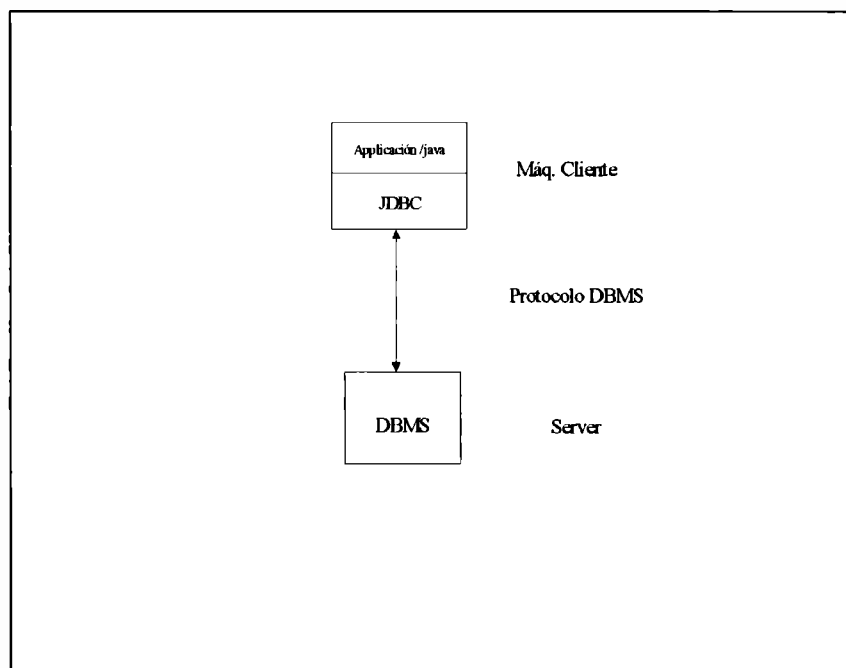 Applicación /java
Máq. Cliente
JDBC
Protocolo DBMS
DBMS
Server